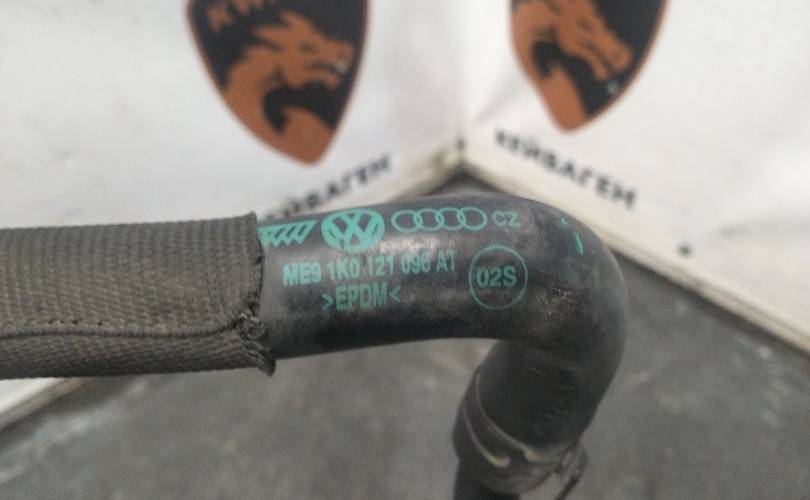 КЕЙВАГЕН
КЕЙВАГЕН
CZ
ME9 1K0 121 096 AT
>EPDM<
02S